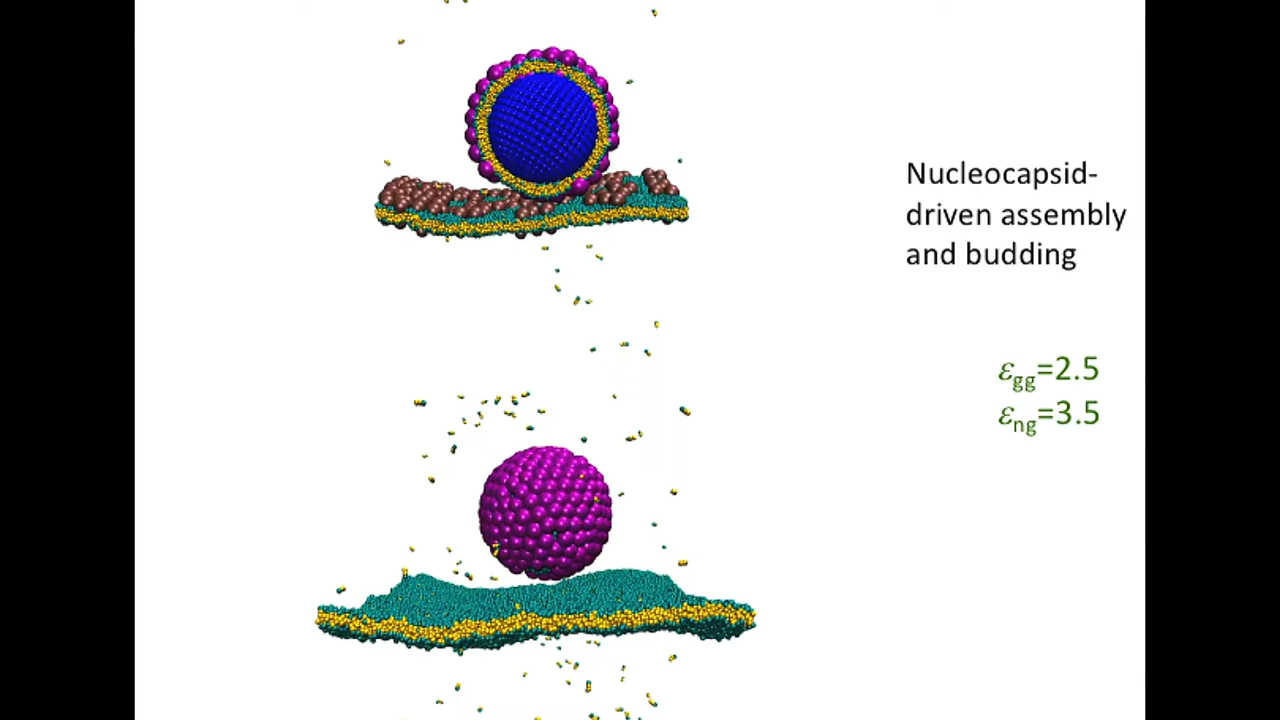 Nucleocapsid-
driven assembly
and budding
εgg=2.5
εng=3.5